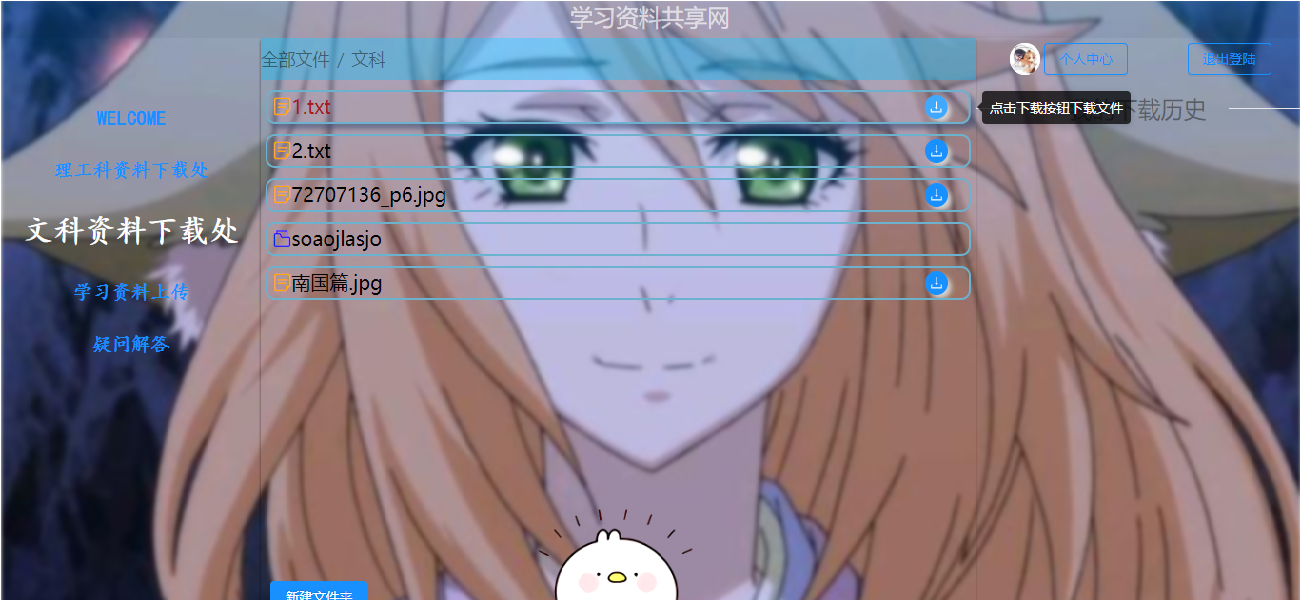 学习资料共享网
全部文件 / 文科
个人中心
退出登陆
WELCOME
理工科资料下载处
文科资料下载处
学习资料上传
疑问解答
1.txt
点击下载按钮下载文件
下载历史
2.txt
72707136_p6.jpg
soaojlasjo
南国篇.jpg
新建文件夹